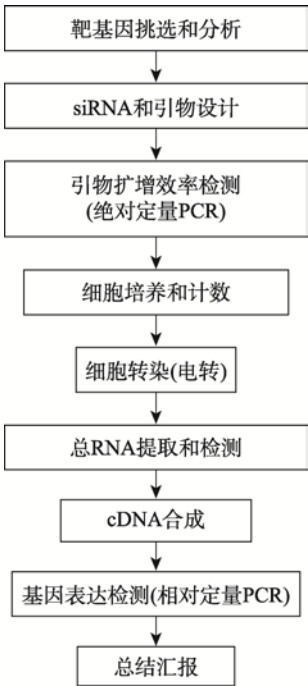 靶基因挑选和分析
siRNA和引物设计
引物扩增效率检测
(绝对定量PCR)
细胞培养和计数
细胞转染(电转)
总RNA提取和检测
cDNA合成
基因表达检测(相对定量PCR)
总结汇报